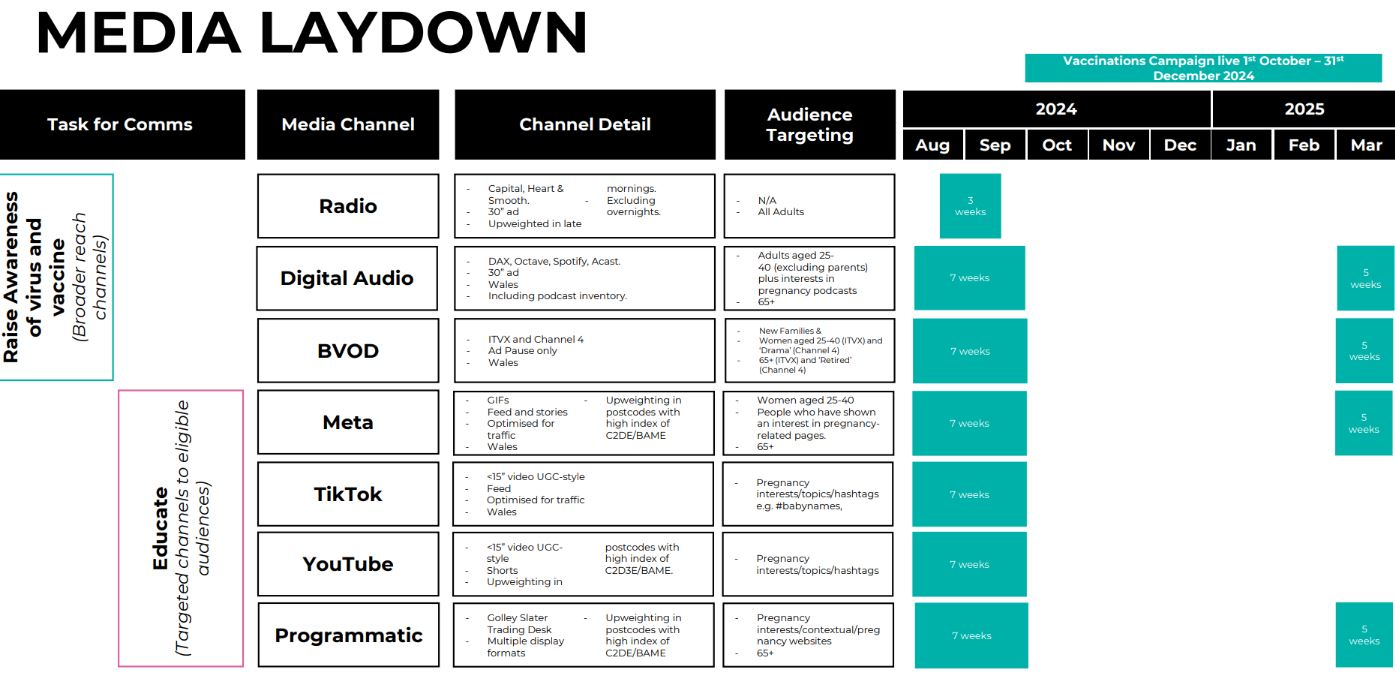 MEDIA LAYDOWN
Vaccinations Campaign live 1st October – 31st
December 2024
Task for Comms
Media Channel
Channel Detail
Audience
Targeting
2024
2025
Aug
Sep
Oct
Nov
Dec
Jan
Feb
Mar
Raise Awareness
of virus and
vaccine
(Broader reach
channels)
Radio
- Capital, Heart &
Smooth.
- 30” ad
- Upweighted in late
mornings.
- Excluding
overnights.
- N/A
- All Adults
3
weeks
Digital Audio
- DAX, Octave, Spotify, Acast.
- 30” ad
- Wales
- Including podcast inventory.
- Adults aged 25-
40 (excluding parents)
plus interests in
pregnancy podcasts
- 65+
7 weeks
5
weeks
BVOD
- ITVX and Channel 4
- Ad Pause only
- Wales
- New Families &
- Women aged 25-40 (ITVX) and
‘Drama’ (Channel 4)
- 65+ (ITVX) and ‘Retired’
(Channel 4)
7 weeks
5
weeks
Educate
(Targeted channels to eligible
audiences)
Meta
- GIFs
- Feed and stories
- Optimised for
traffic
- Wales
- Upweighting in
postcodes with
high index of
C2DE/BAME
- Women aged 25-40
- People who have shown
an interest in pregnancy-
related pages.
- 65+
7 weeks
5
weeks
TikTok
- <15” video UGC-style
- Feed
- Optimised for traffic
- Wales
- Pregnancy
interests/topics/hashtags
e.g. #babynames,
7 weeks
YouTube
- <15” video UGC-
style
- Shorts
- Upweighting in
postcodes with
high index of
C2D3E/BAME.
- Pregnancy
interests/topics/hashtags
7 weeks
Programmatic
- Golley Slater
Trading Desk
- Multiple display
formats
- Upweighting in
postcodes with
high index of
C2DE/BAME
- Pregnancy
interests/contextual/preg
nancy websites
- 65+
7 weeks
5
weeks